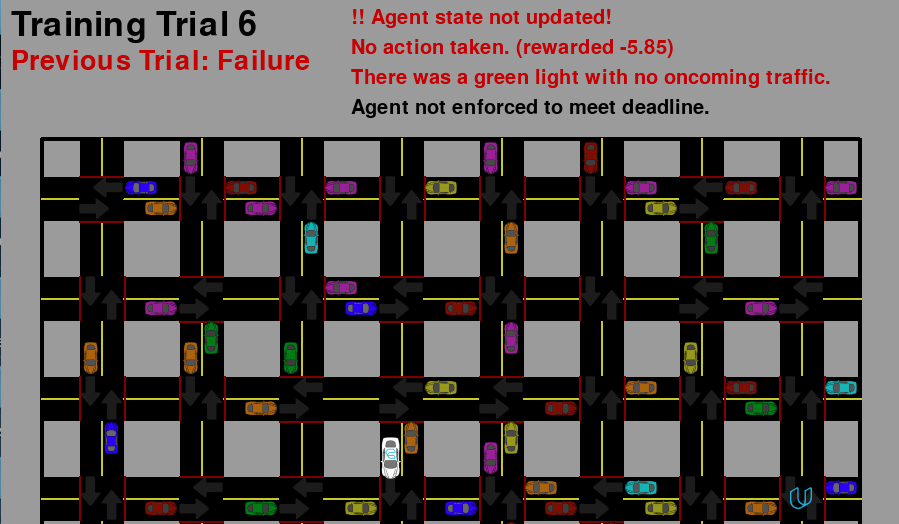 Training Trial 6
Previous Trial: Failure
!! Agent state not updated!
No action taken. (rewarded -5.85)
There was a green light with no oncoming traffic.
Agent not enforced to meet deadline.